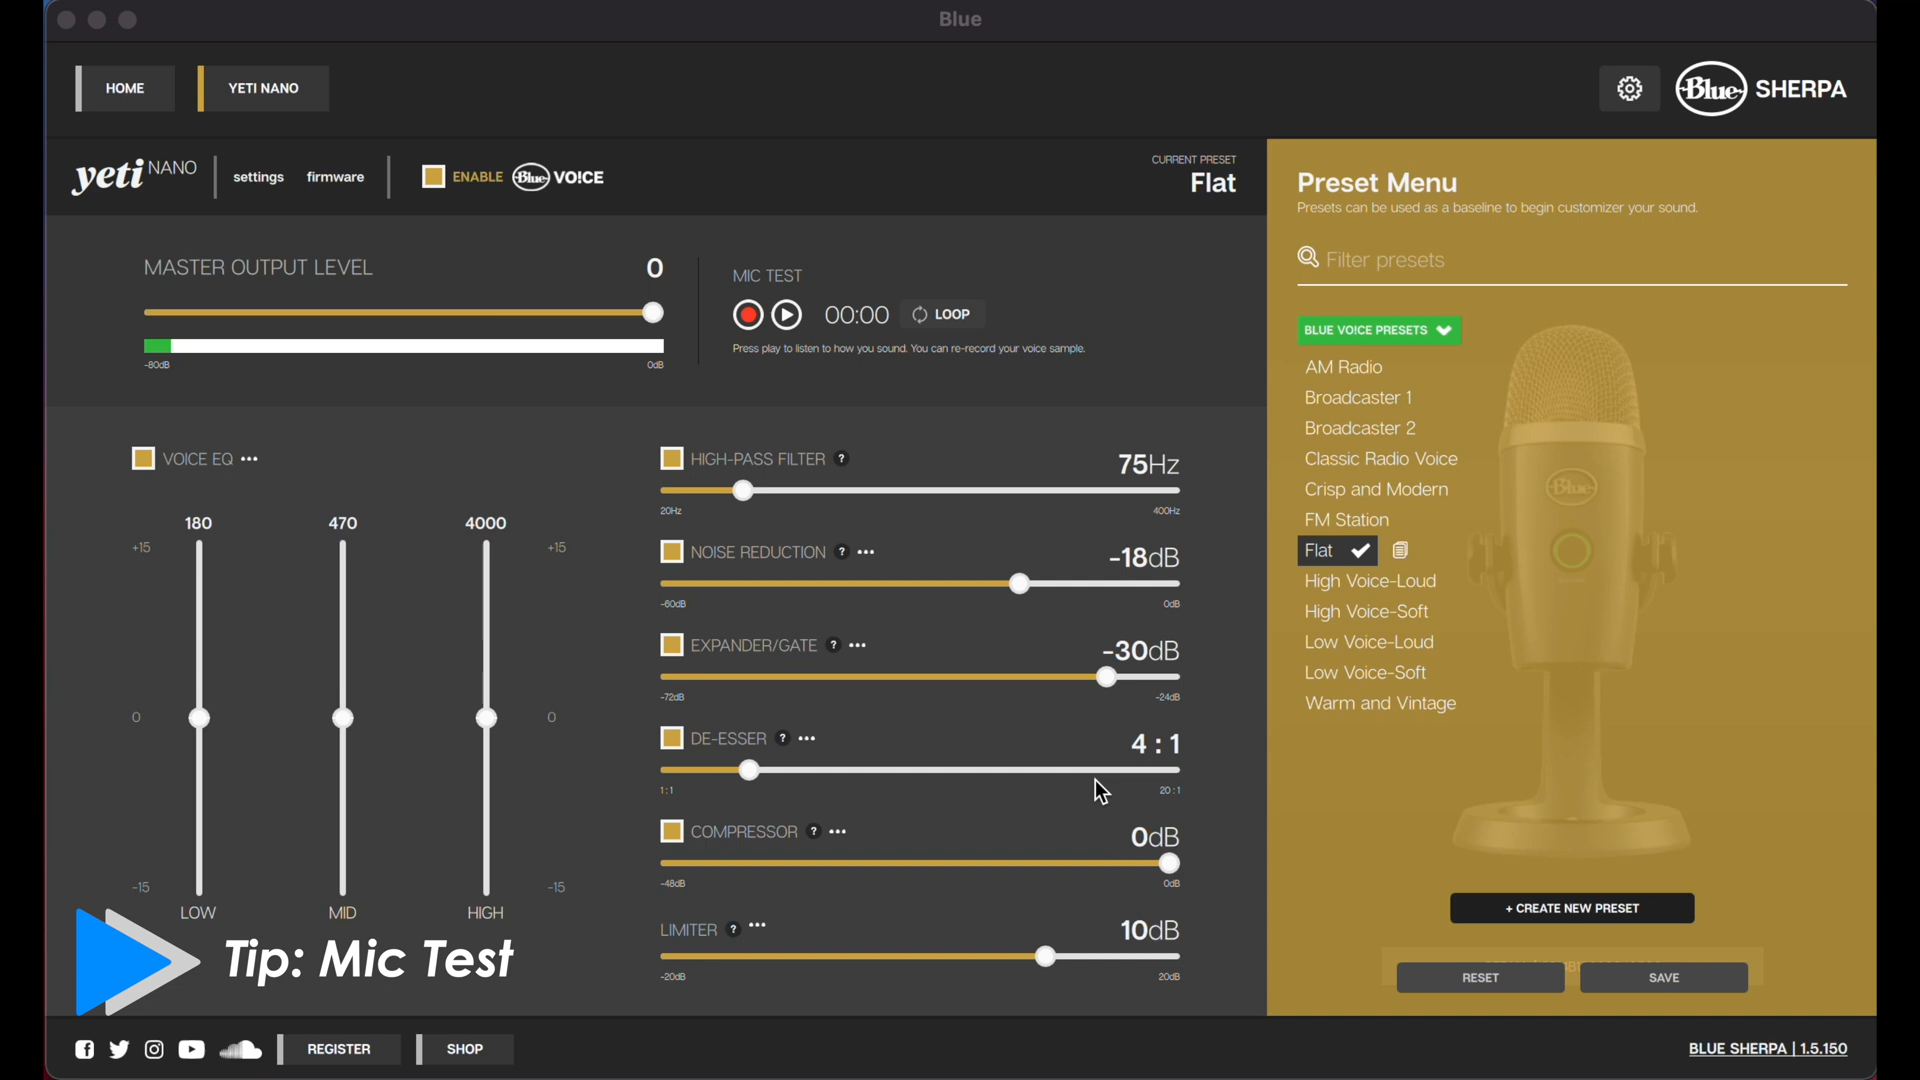 Blue
HOME
YETI NANO
Blue SHERPA
yeti NANO
settings
firmware
ENABLE Blue VO!CE
CURRENT PRESET
Flat
MASTER OUTPUT LEVEL
0
-80dB
0dB
MIC TEST
00:00
LOOP
Press play to listen to how you sound. You can re-record your voice sample.
VOICE EQ
180
470
4000
+15
+15
0
0
-15
-15
LOW
MID
HIGH
HIGH-PASS FILTER ?
75Hz
20Hz
400Hz
NOISE REDUCTION ?
-18dB
-60dB
0dB
EXPANDER/GATE ?
-30dB
-72dB
-24dB
DE-ESSER ?
4 : 1
1 : 1
20 : 1
COMPRESSOR ?
0dB
-48dB
0dB
LIMITER ?
10dB
-20dB
20dB
Preset Menu
Presets can be used as a baseline to begin customizer your sound.
Filter presets
BLUE VO!CE PRESETS
AM Radio
Broadcaster 1
Broadcaster 2
Classic Radio Voice
Crisp and Modern
FM Station
Flat
High Voice-Loud
High Voice-Soft
Low Voice-Loud
Low Voice-Soft
Warm and Vintage
Blue
+ CREATE NEW PRESET
RESET
SAVE
Tip: Mic Test
REGISTER
SHOP
BLUE SHERPA | 1.5.150